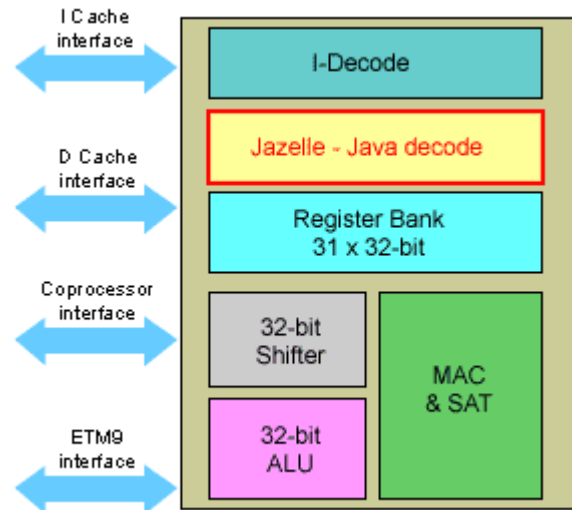 I Cache
interface
I-Decode
Jazelle - Java decode
D Cache
interface
Register Bank
31 x 32-bit
Coprocessor
interface
32-bit
Shifter
MAC
& SAT
ETM9
interface
32-bit
ALU